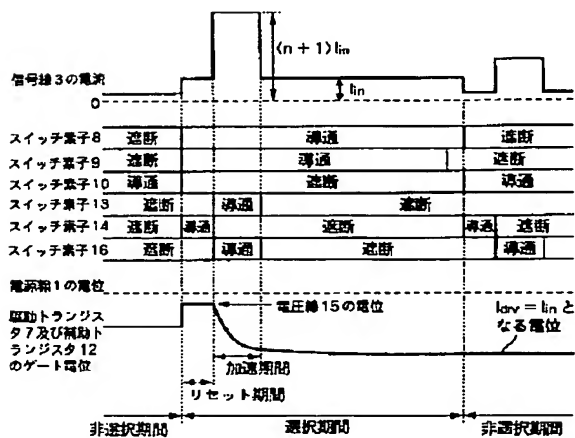 (n + 1) Iin
信号線3の電流
Iin
0
スイッチ素子8 遮断 導通 遮断
スイッチ素子9 遮断 導通 遮断
スイッチ素子10 導通 遮断 導通
スイッチ素子13 遮断 導通 遮断
スイッチ素子14 遮断 導通 遮断 導通 遮断
スイッチ素子16 遮断 導通 遮断 導通
電源線1の電位
電圧線15の電位
駆動トランジス
タ7及び補助ト
ランジスタ12
のゲート電位
Idrv = Iin と
なる電位
加速期間
リセット期間
非選択期間 選択期間 非選択期間